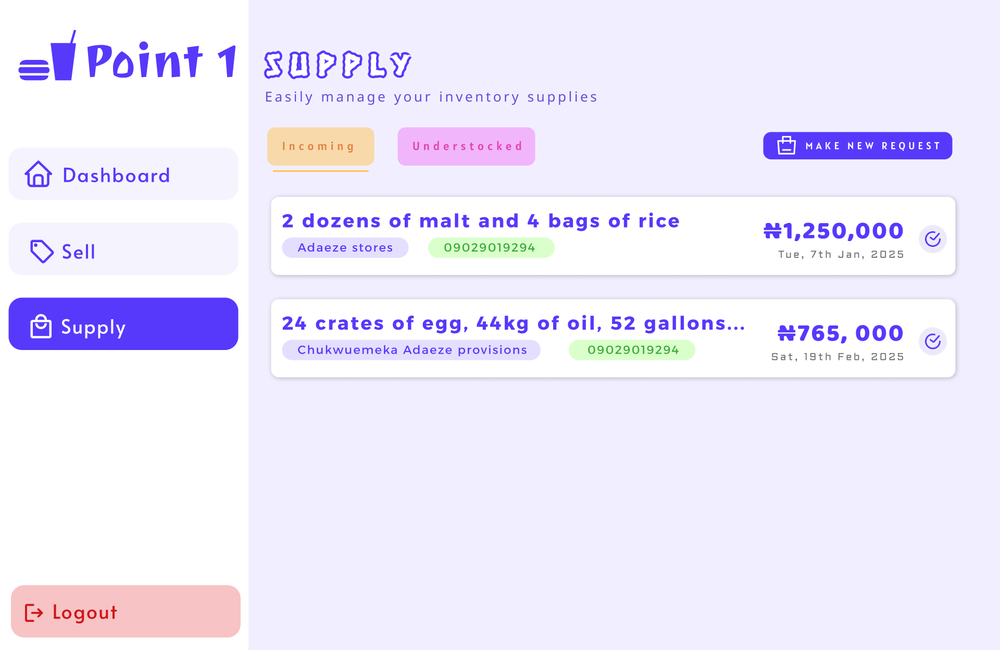 Point 1
Dashboard
Sell
Supply
Logout
SUPPLY
Easily manage your inventory supplies
Incoming
Understocked
MAKE NEW REQUEST
2 dozens of malt and 4 bags of rice
Adaeze stores
09029019294
₦1,250,000
Tue, 7th Jan, 2025
24 crates of egg, 44kg of oil, 52 gallons...
Chukwuemeka Adaeze provisions
09029019294
₦765, 000
Sat, 19th Feb, 2025